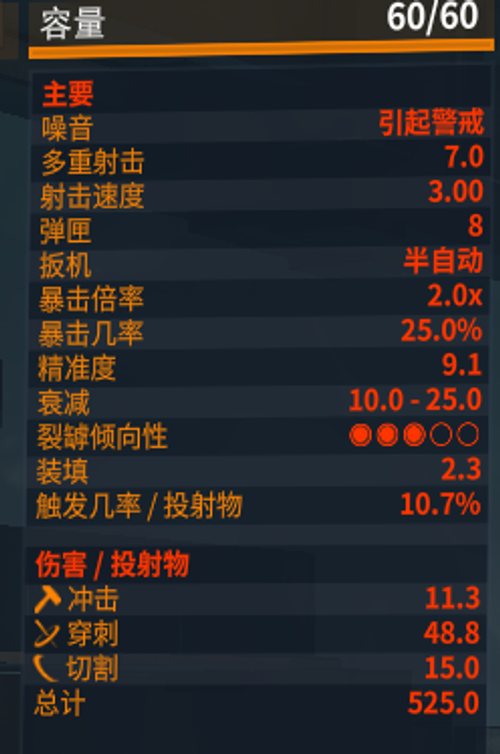 容量 60/60
主要
噪音 引起警戒
多重射击 7.0
射击速度 3.00
弹匣 8
扳机 半自动
暴击倍率 2.0x
暴击几率 25.0%
精准度 9.1
衰减 10.0 - 25.0
裂罅倾向性
装填 2.3
触发几率 / 投射物 10.7%
伤害 / 投射物
冲击 11.3
穿刺 48.8
切割 15.0
总计 525.0